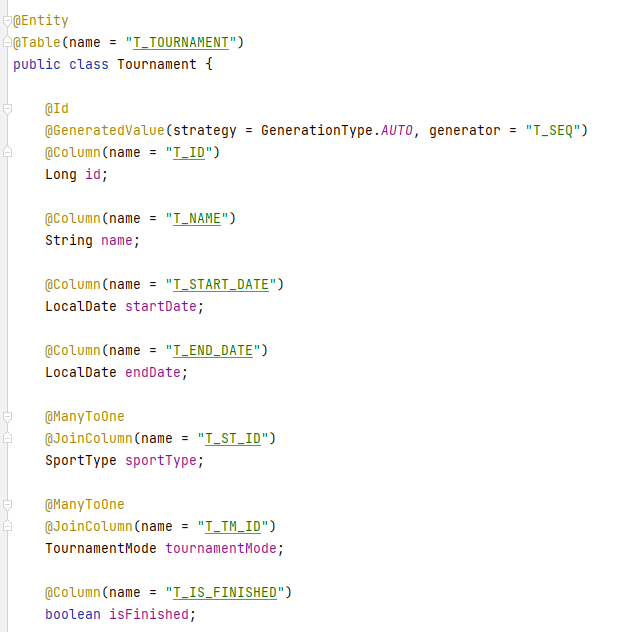 @Entity
@Table(name = "T_TOURNAMENT")
public class Tournament {
@Id
@GeneratedValue(strategy = GenerationType.AUTO, generator = "T_SEQ")
@Column(name = "T_ID")
Long id;
@Column(name = "T_NAME")
String name;
@Column(name = "T_START_DATE")
LocalDate startDate;
@Column(name = "T_END_DATE")
LocalDate endDate;
@ManyToOne
@JoinColumn(name = "T_ST_ID")
SportType sportType;
@ManyToOne
@JoinColumn(name = "T_TM_ID")
TournamentMode tournamentMode;
@Column(name = "T_IS_FINISHED")
boolean isFinished;